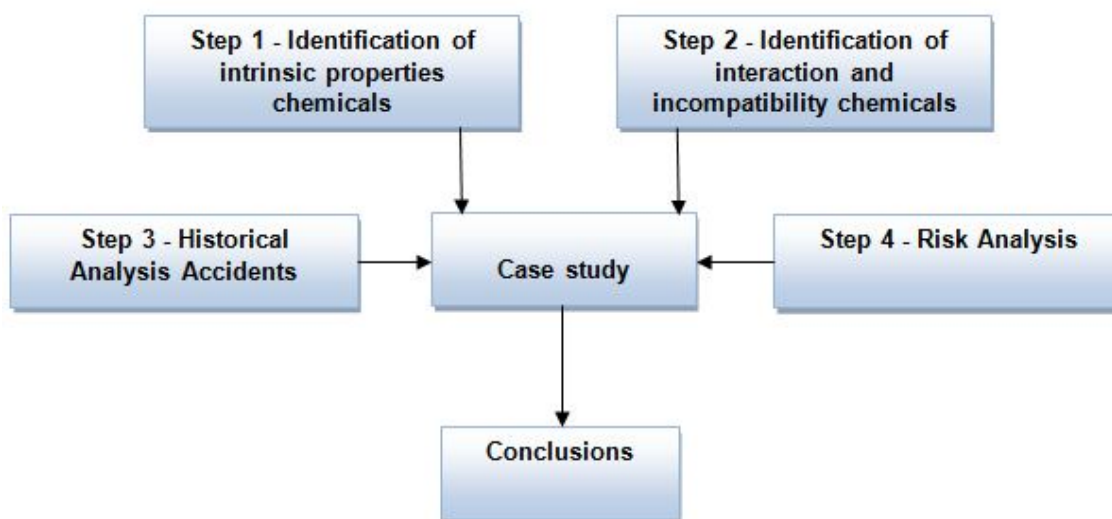 Step 1 - Identification of
intrinsic properties
chemicals
Step 2 - Identification of
interaction and
incompatibility chemicals
Step 3 - Historical
Analysis Accidents
Case study
Step 4 - Risk Analysis
Conclusions